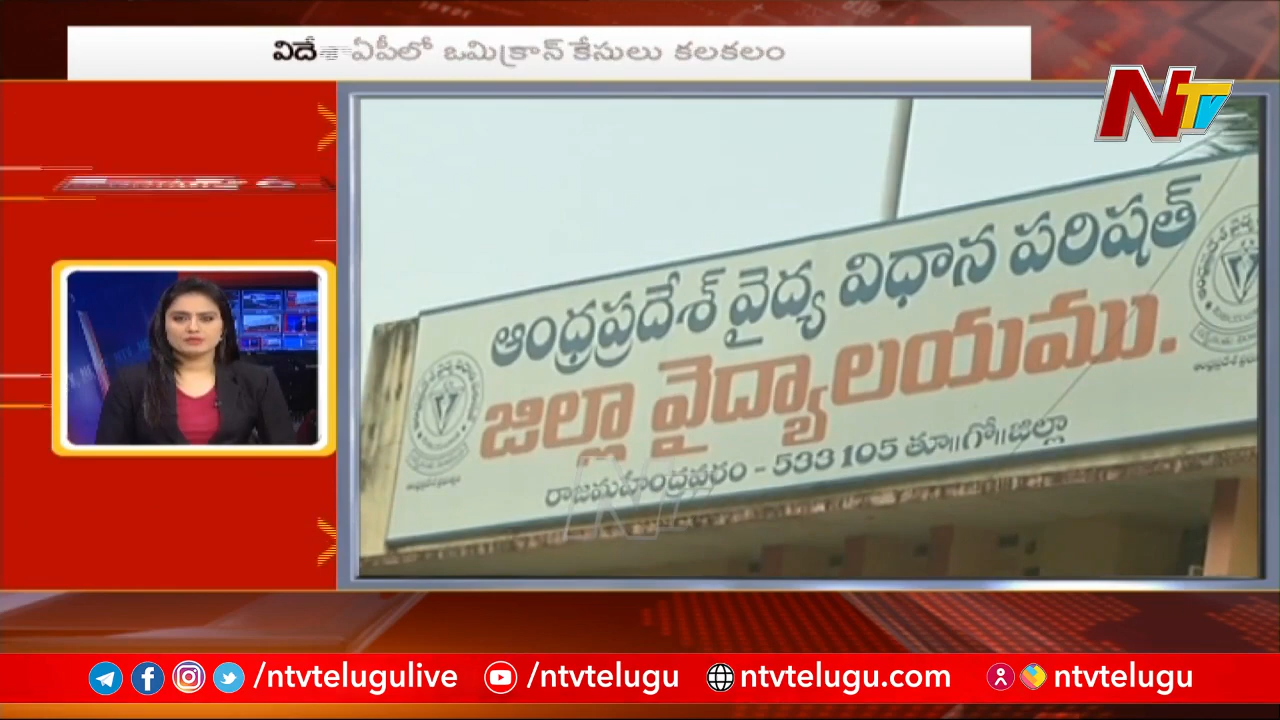 విదే ఏపీలో ఒమిక్రాన్ కేసులు కలకలం
NTV
ఆంధ్రప్రదేశ్ వైద్య విధాన పరిషత్
జిల్లా వైద్యాలయము.
రాజమహేంద్రవరం - 533 105 తూ||గో||జిల్లా
/ntvtelugulive
/ntvtelugu
ntvtelugu.com
ntvtelugu